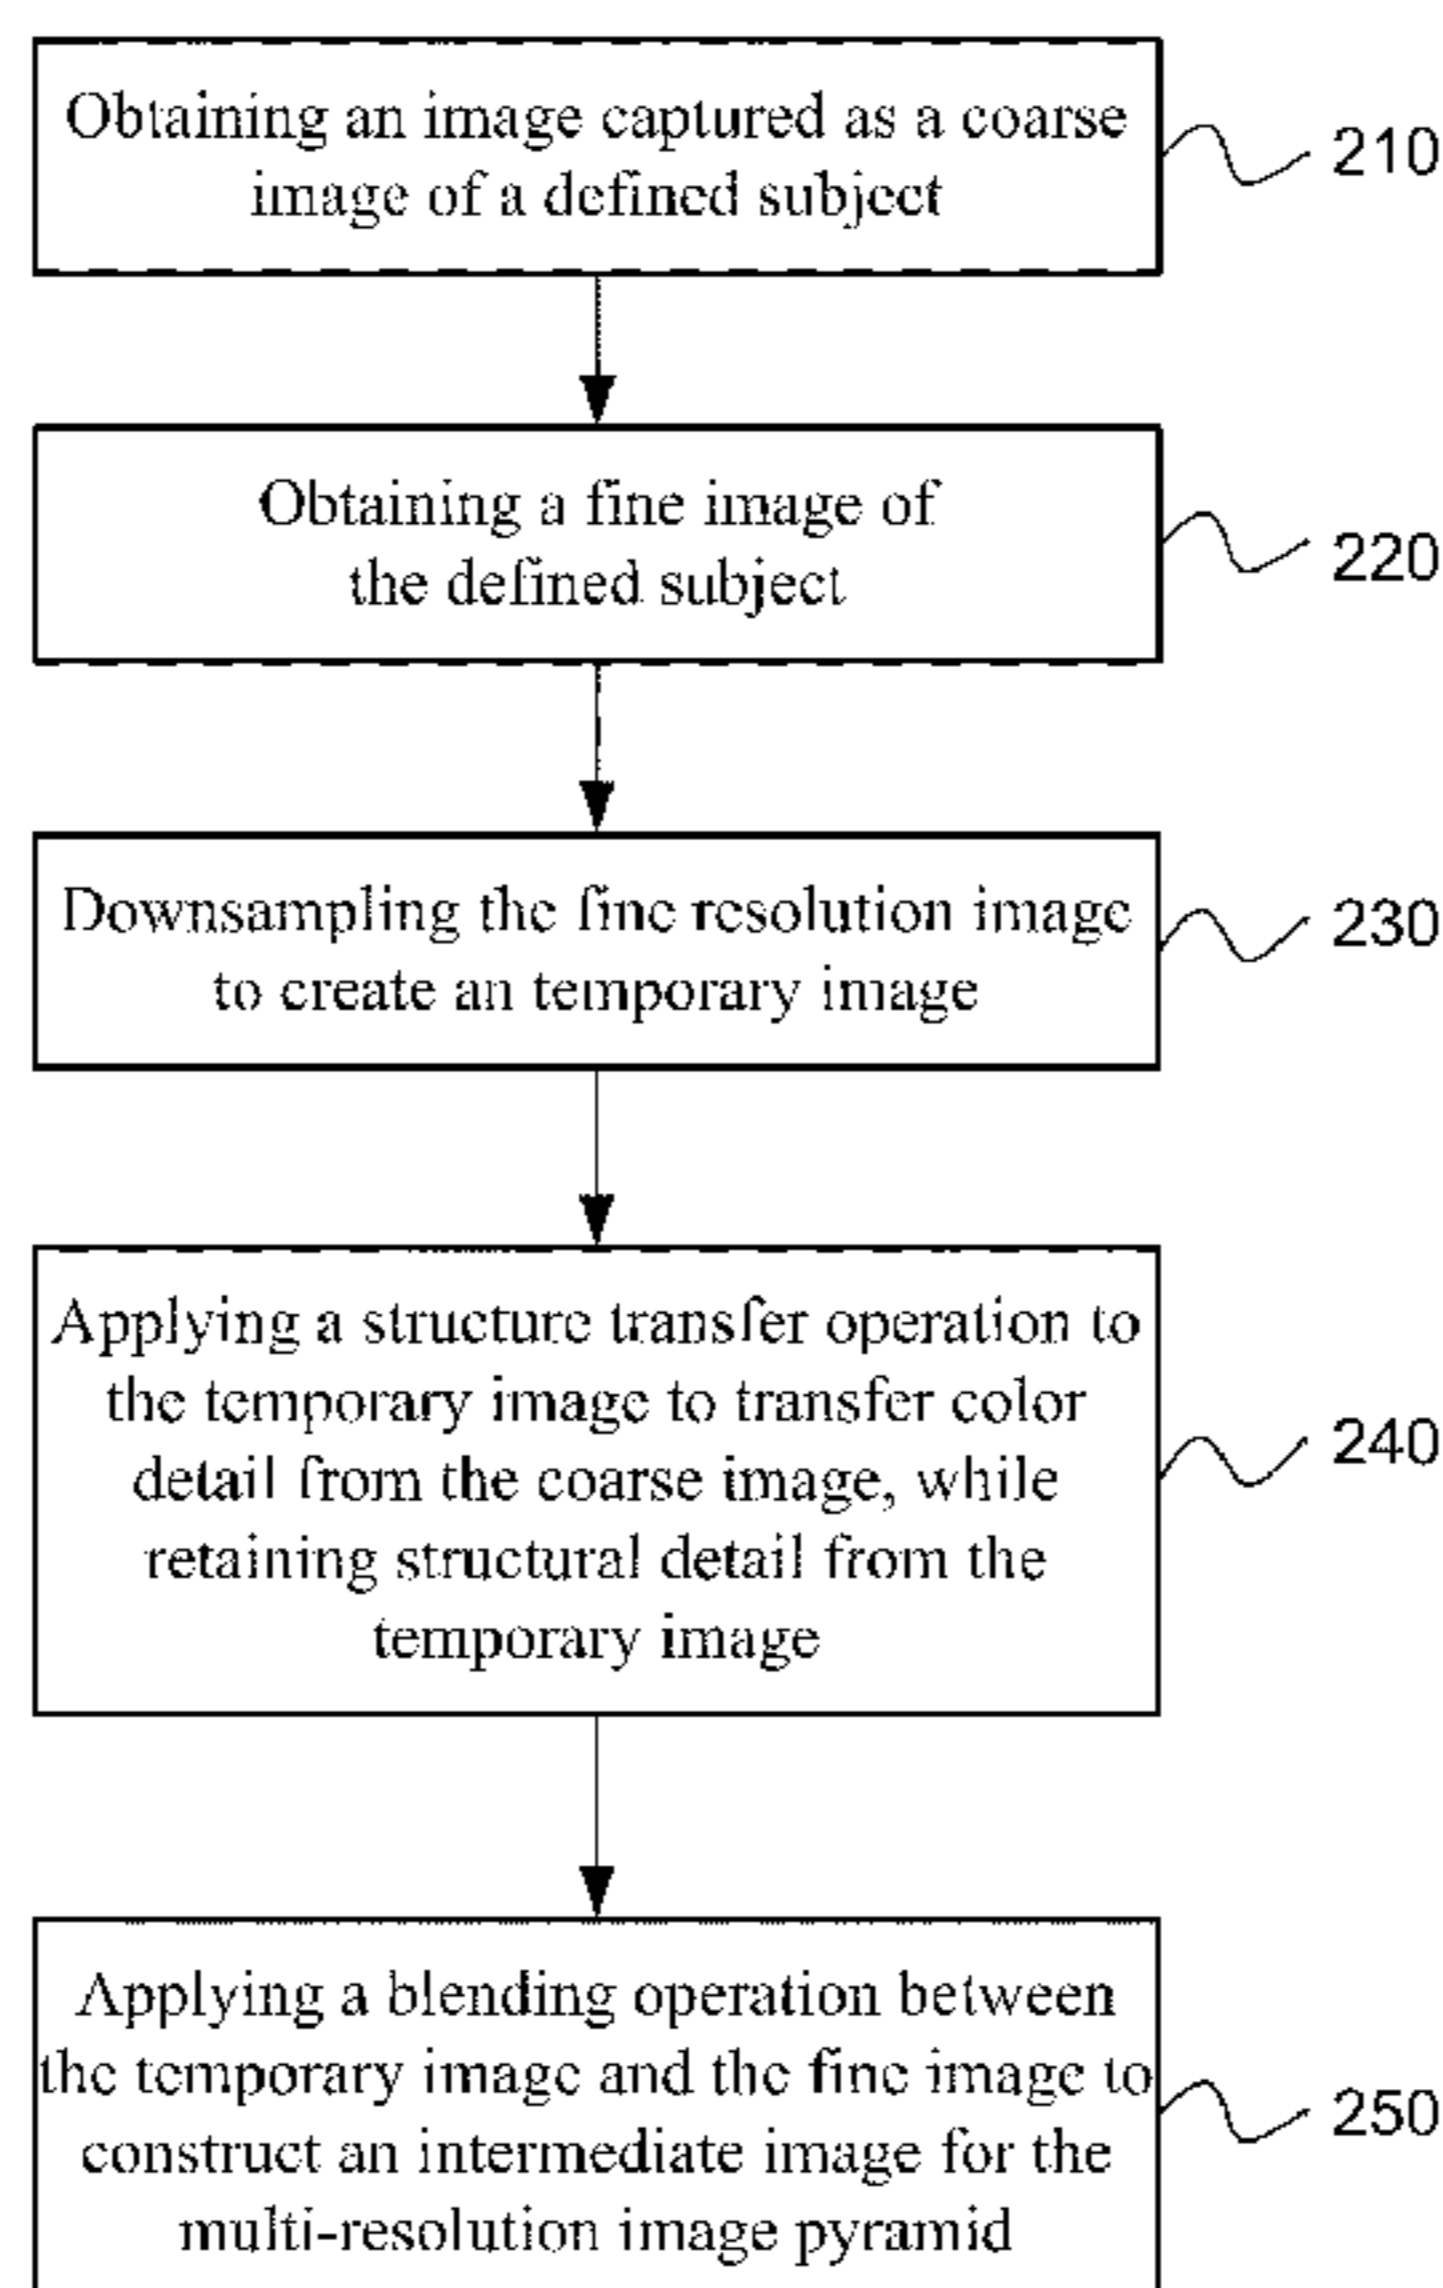 Obtaining an image captured as a coarse
image of a defined subject
210
Obtaining a fine image of
the defined subject
220
Downsampling the fine resolution image
to create an temporary image
230
Applying a structure transfer operation to
the temporary image to transfer color
detail from the coarse image, while
retaining structural detail from the
temporary image
240
Applying a blending operation between
the temporary image and the fine image to
construct an intermediate image for the
multi-resolution image pyramid
250